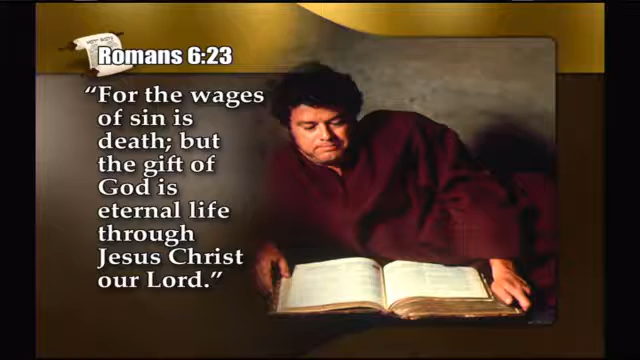 Romans 6:23
“For the wages
of sin is
death; but
the gift of
God is
eternal life
through
Jesus Christ
our Lord.”